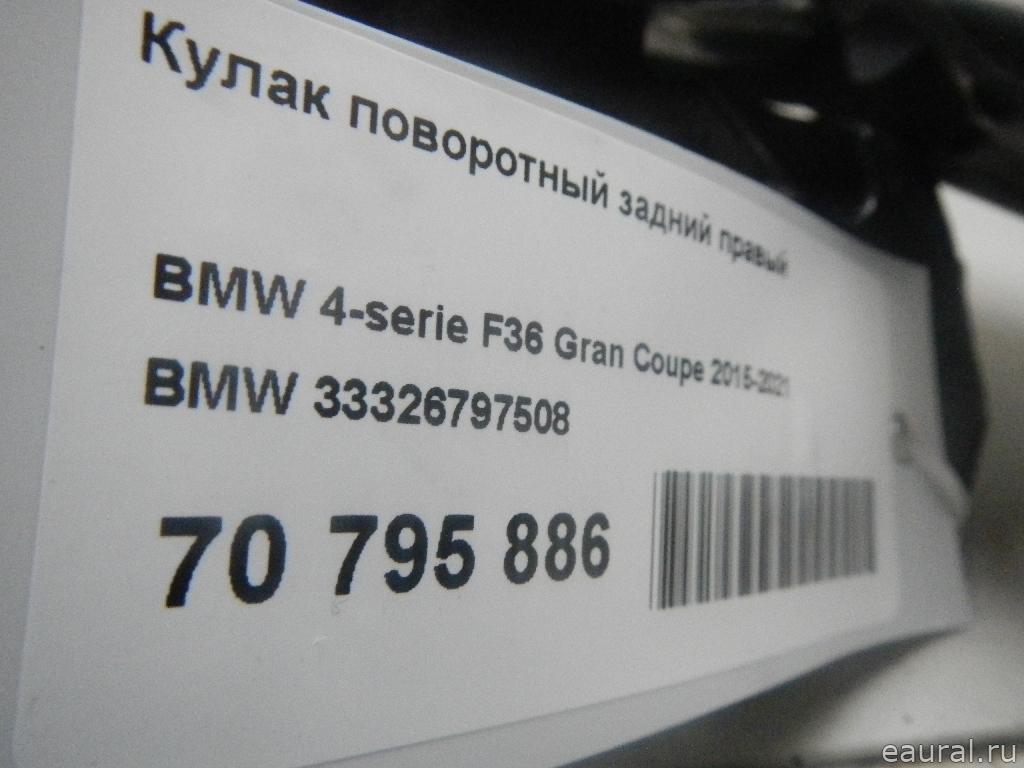 Кулак поворотный задний правый
BMW 4-serie F36 Gran Coupe 2015-2021
BMW 33326797508
70 795 886
eaural.ru